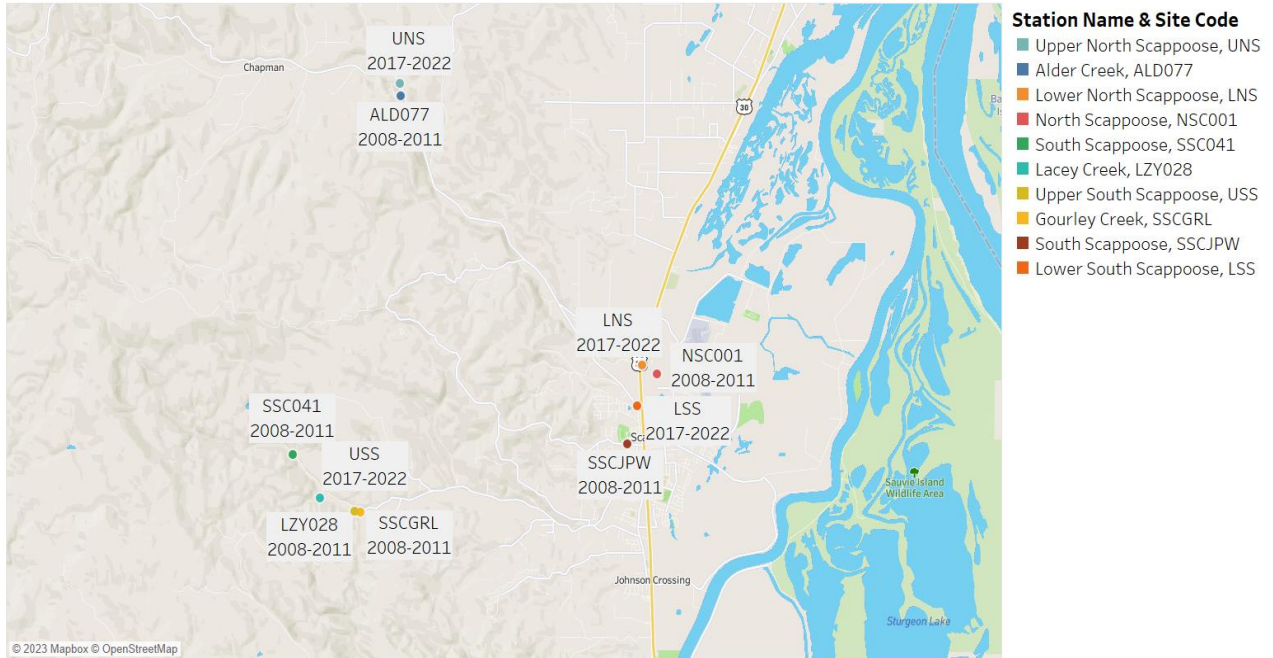 UNS
2017-2022
Chapman
ALD077
2008-2011
30
LNS
2017-2022
NSC001
2008-2011
LSS
2017-2022
SSCJPW
2008-2011
SSC041
2008-2011
USS
2017-2022
LZY028
2008-2011
SSCGRL
2008-2011
Johnson Crossing
Sauvie Island
Wildlife Area
Sturgeon Lake
© 2023 Mapbox © OpenStreetMap
Station Name & Site Code
Upper North Scappoose, UNS
Alder Creek, ALD077
Lower North Scappoose, LNS
North Scappoose, NSC001
South Scappoose, SSC041
Lacey Creek, LZY028
Upper South Scappoose, USS
Gourley Creek, SSCGRL
South Scappoose, SSCJPW
Lower South Scappoose, LSS